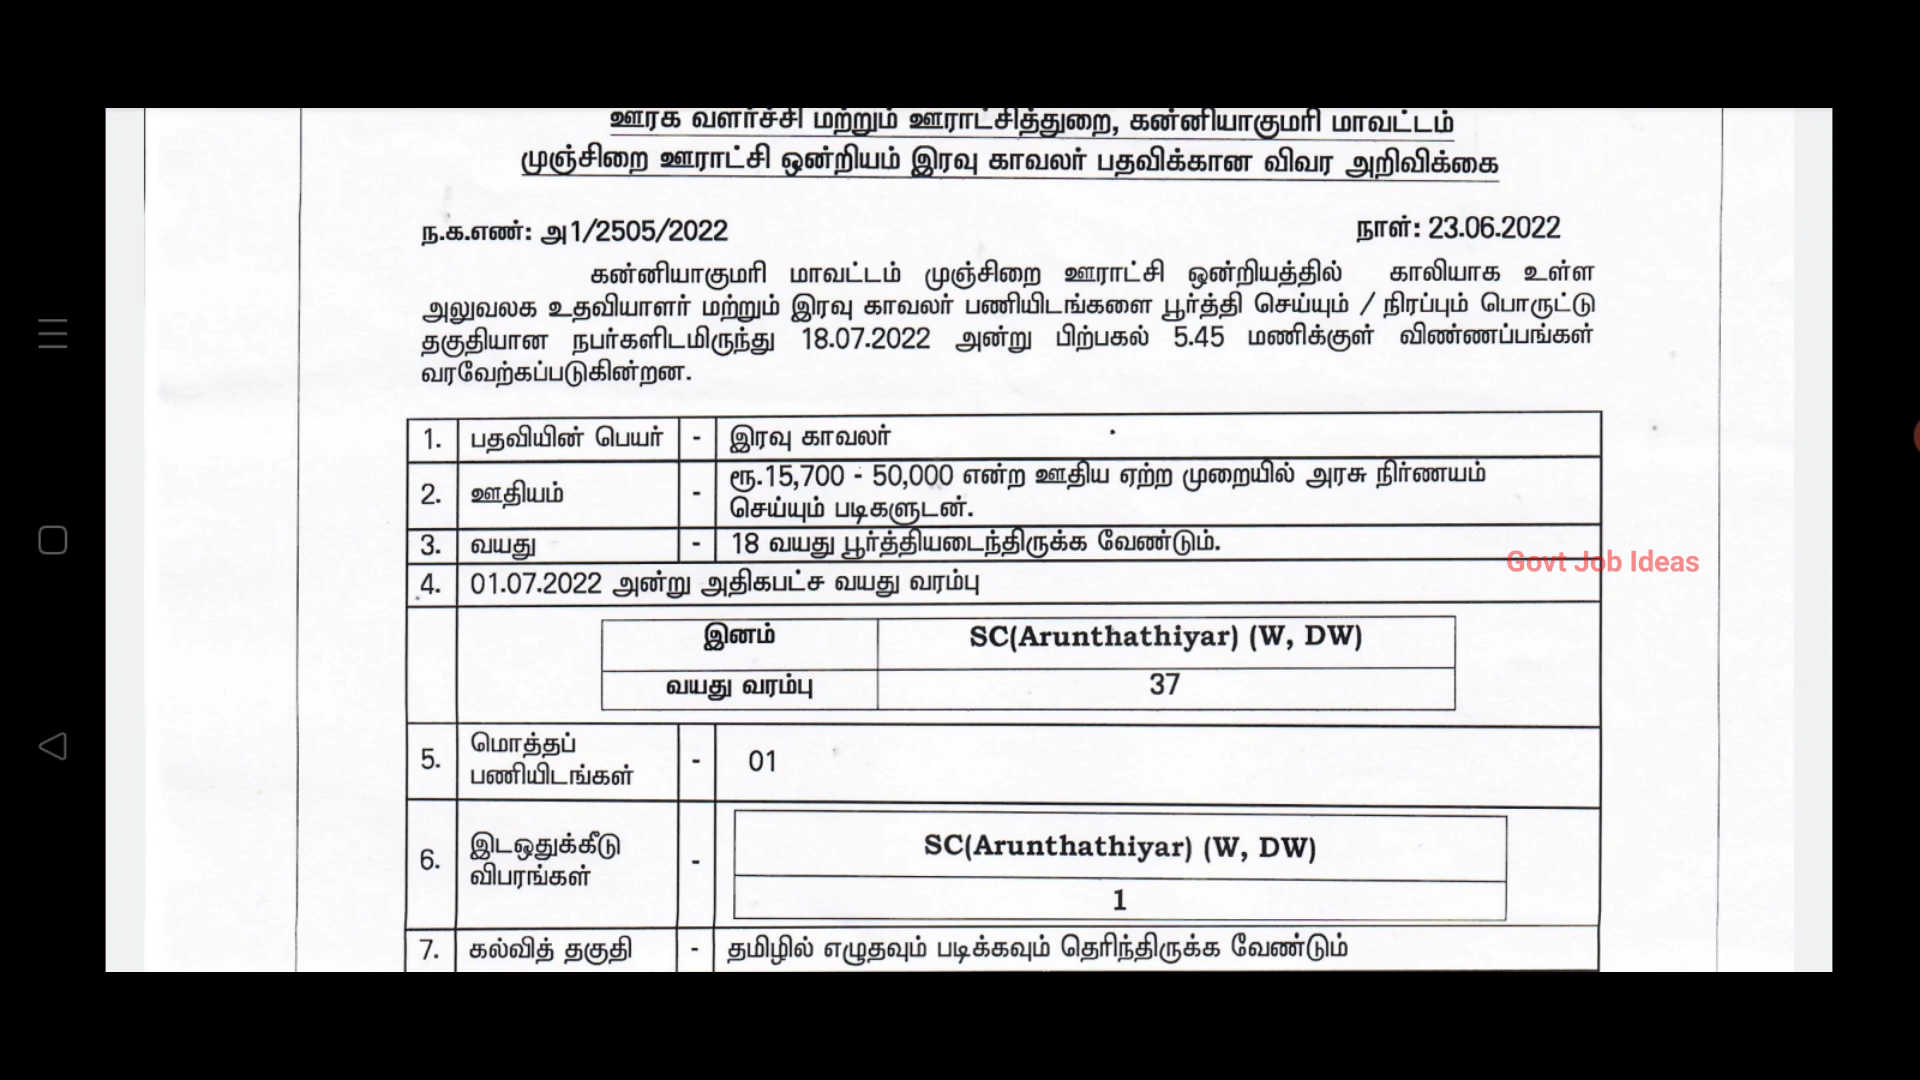 ஊரக வளர்ச்சி மற்றும் ஊராட்சித்துறை, கன்னியாகுமரி மாவட்டம்
முஞ்சிறை ஊராட்சி ஒன்றியம் இரவு காவலர் பதவிக்கான விவர அறிவிக்கை
ந.க.எண்: அ1/2505/2022 நாள்: 23.06.2022
கன்னியாகுமரி மாவட்டம் முஞ்சிறை ஊராட்சி ஒன்றியத்தில் காலியாக உள்ள
அலுவலக உதவியாளர் மற்றும் இரவு காவலர் பணியிடங்களை பூர்த்தி செய்யும் / நிரப்பும் பொருட்டு
தகுதியான நபர்களிடமிருந்து 18.07.2022 அன்று பிற்பகல் 5.45 மணிக்குள் விண்ணப்பங்கள்
வரவேற்கப்படுகின்றன.
1. பதவியின் பெயர் - இரவு காவலர்
2. ஊதியம் - ரூ.15,700 - 50,000 என்ற ஊதிய ஏற்ற முறையில் அரசு நிர்ணயம்
செய்யும் படிகளுடன்.
3. வயது - 18 வயது பூர்த்தியடைந்திருக்க வேண்டும்.
Govt Job Ideas
4. 01.07.2022 அன்று அதிகபட்ச வயது வரம்பு
இனம் SC(Arunthathiyar) (W, DW)
வயது வரம்பு 37
5. மொத்தப்
பணியிடங்கள் - 01
6. இடஒதுக்கீடு
விபரங்கள் - SC(Arunthathiyar) (W, DW)
1
7. கல்வித் தகுதி - தமிழில் எழுதவும் படிக்கவும் தெரிந்திருக்க வேண்டும்